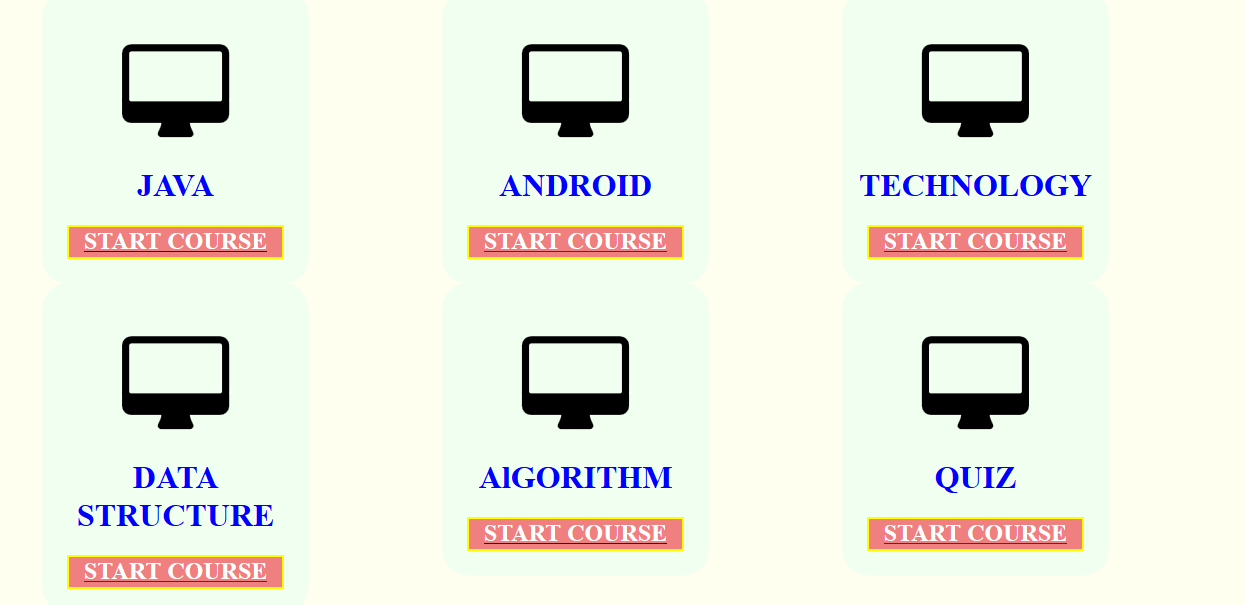 JAVA
ANDROID
TECHNOLOGY
START COURSE
START COURSE
START COURSE
DATA
STRUCTURE
AlGORITHM
QUIZ
START COURSE
START COURSE
START COURSE